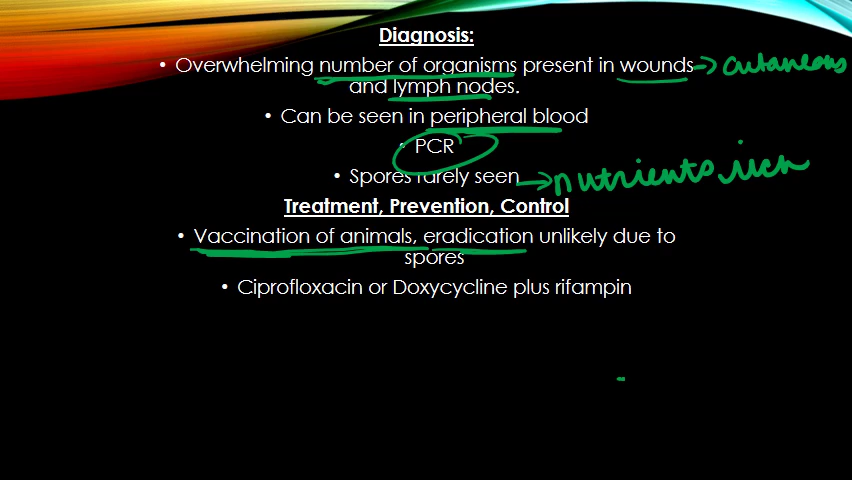 Diagnosis:
• Overwhelming number of organisms present in wounds → cutaneous
and lymph nodes.
• Can be seen in peripheral blood
• PCR
• Spores rarely seen → nutrients rich
Treatment, Prevention, Control
• Vaccination of animals, eradication unlikely due to
spores
• Ciprofloxacin or Doxycycline plus rifampin